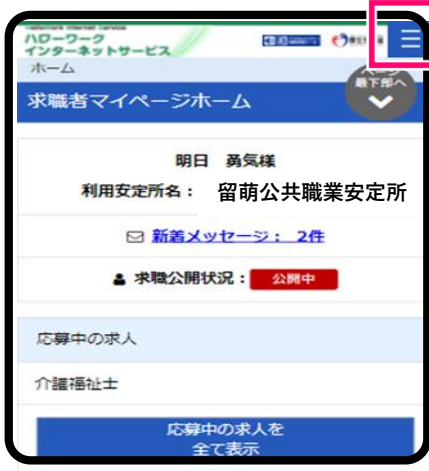 ハローワーク
インターネットサービス
ホーム
最下部へ
求職者マイページホーム
明日 勇気様
利用安定所名： 留萌公共職業安定所
新着メッセージ： 2件
求職公開状況： 公開中
応募中の求人
介護福祉士
応募中の求人を
全て表示